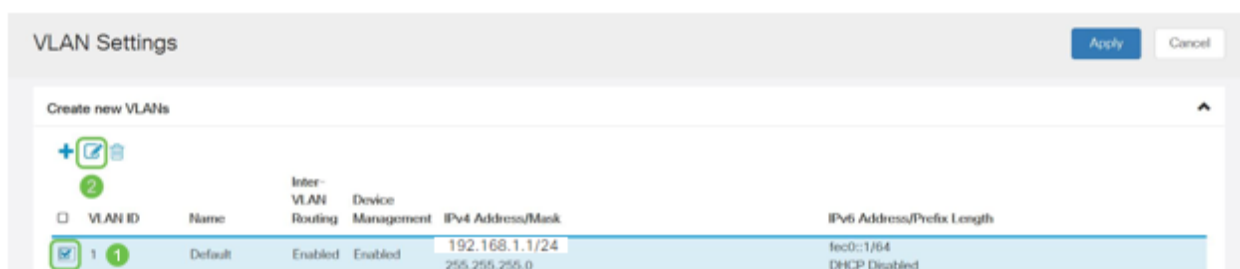 VLAN Settings
Apply
Cancel
Create new VLANs
2
Inter-
VLAN Device
VLAN ID Name Routing Management IPv4 Address/Mask IPv6 Address/Prefix Length
1 1 Default Enabled Enabled 192.168.1.1/24 fec0::1/64
255.255.255.0 DHCP Disabled